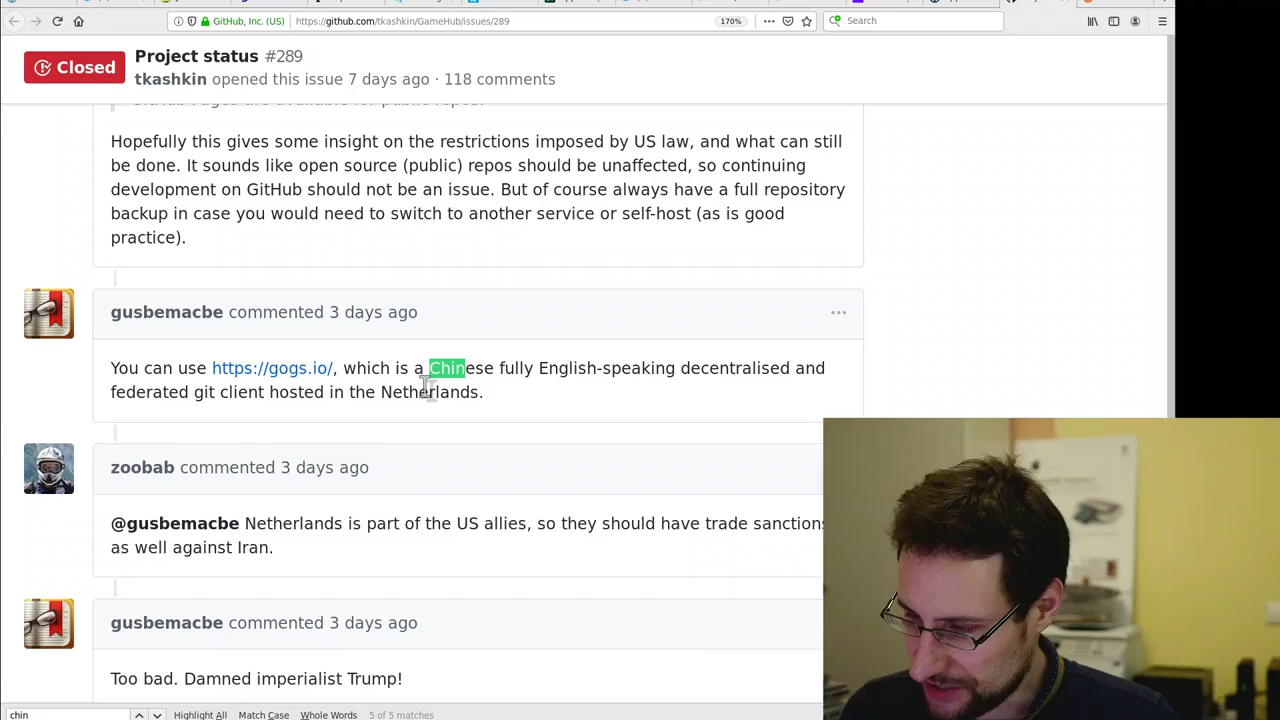 GitHub, Inc. (US)
https://github.com/tkashkin/GameHub/issues/289
170%
Search
Closed
Project status #289
tkashkin opened this issue 7 days ago · 118 comments
Hopefully this gives some insight on the restrictions imposed by US law, and what can still
be done. It sounds like open source (public) repos should be unaffected, so continuing
development on GitHub should not be an issue. But of course always have a full repository
backup in case you would need to switch to another service or self-host (as is good
practice).
gusbemacbe commented 3 days ago
You can use https://gogs.io/, which is a Chinese fully English-speaking decentralised and
federated git client hosted in the Netherlands.
zoobab commented 3 days ago
@gusbemacbe Netherlands is part of the US allies, so they should have trade sanctions
as well against Iran.
gusbemacbe commented 3 days ago
Too bad. Damned imperialist Trump!
chin
Highlight All
Match Case
Whole Words
5 of 5 matches